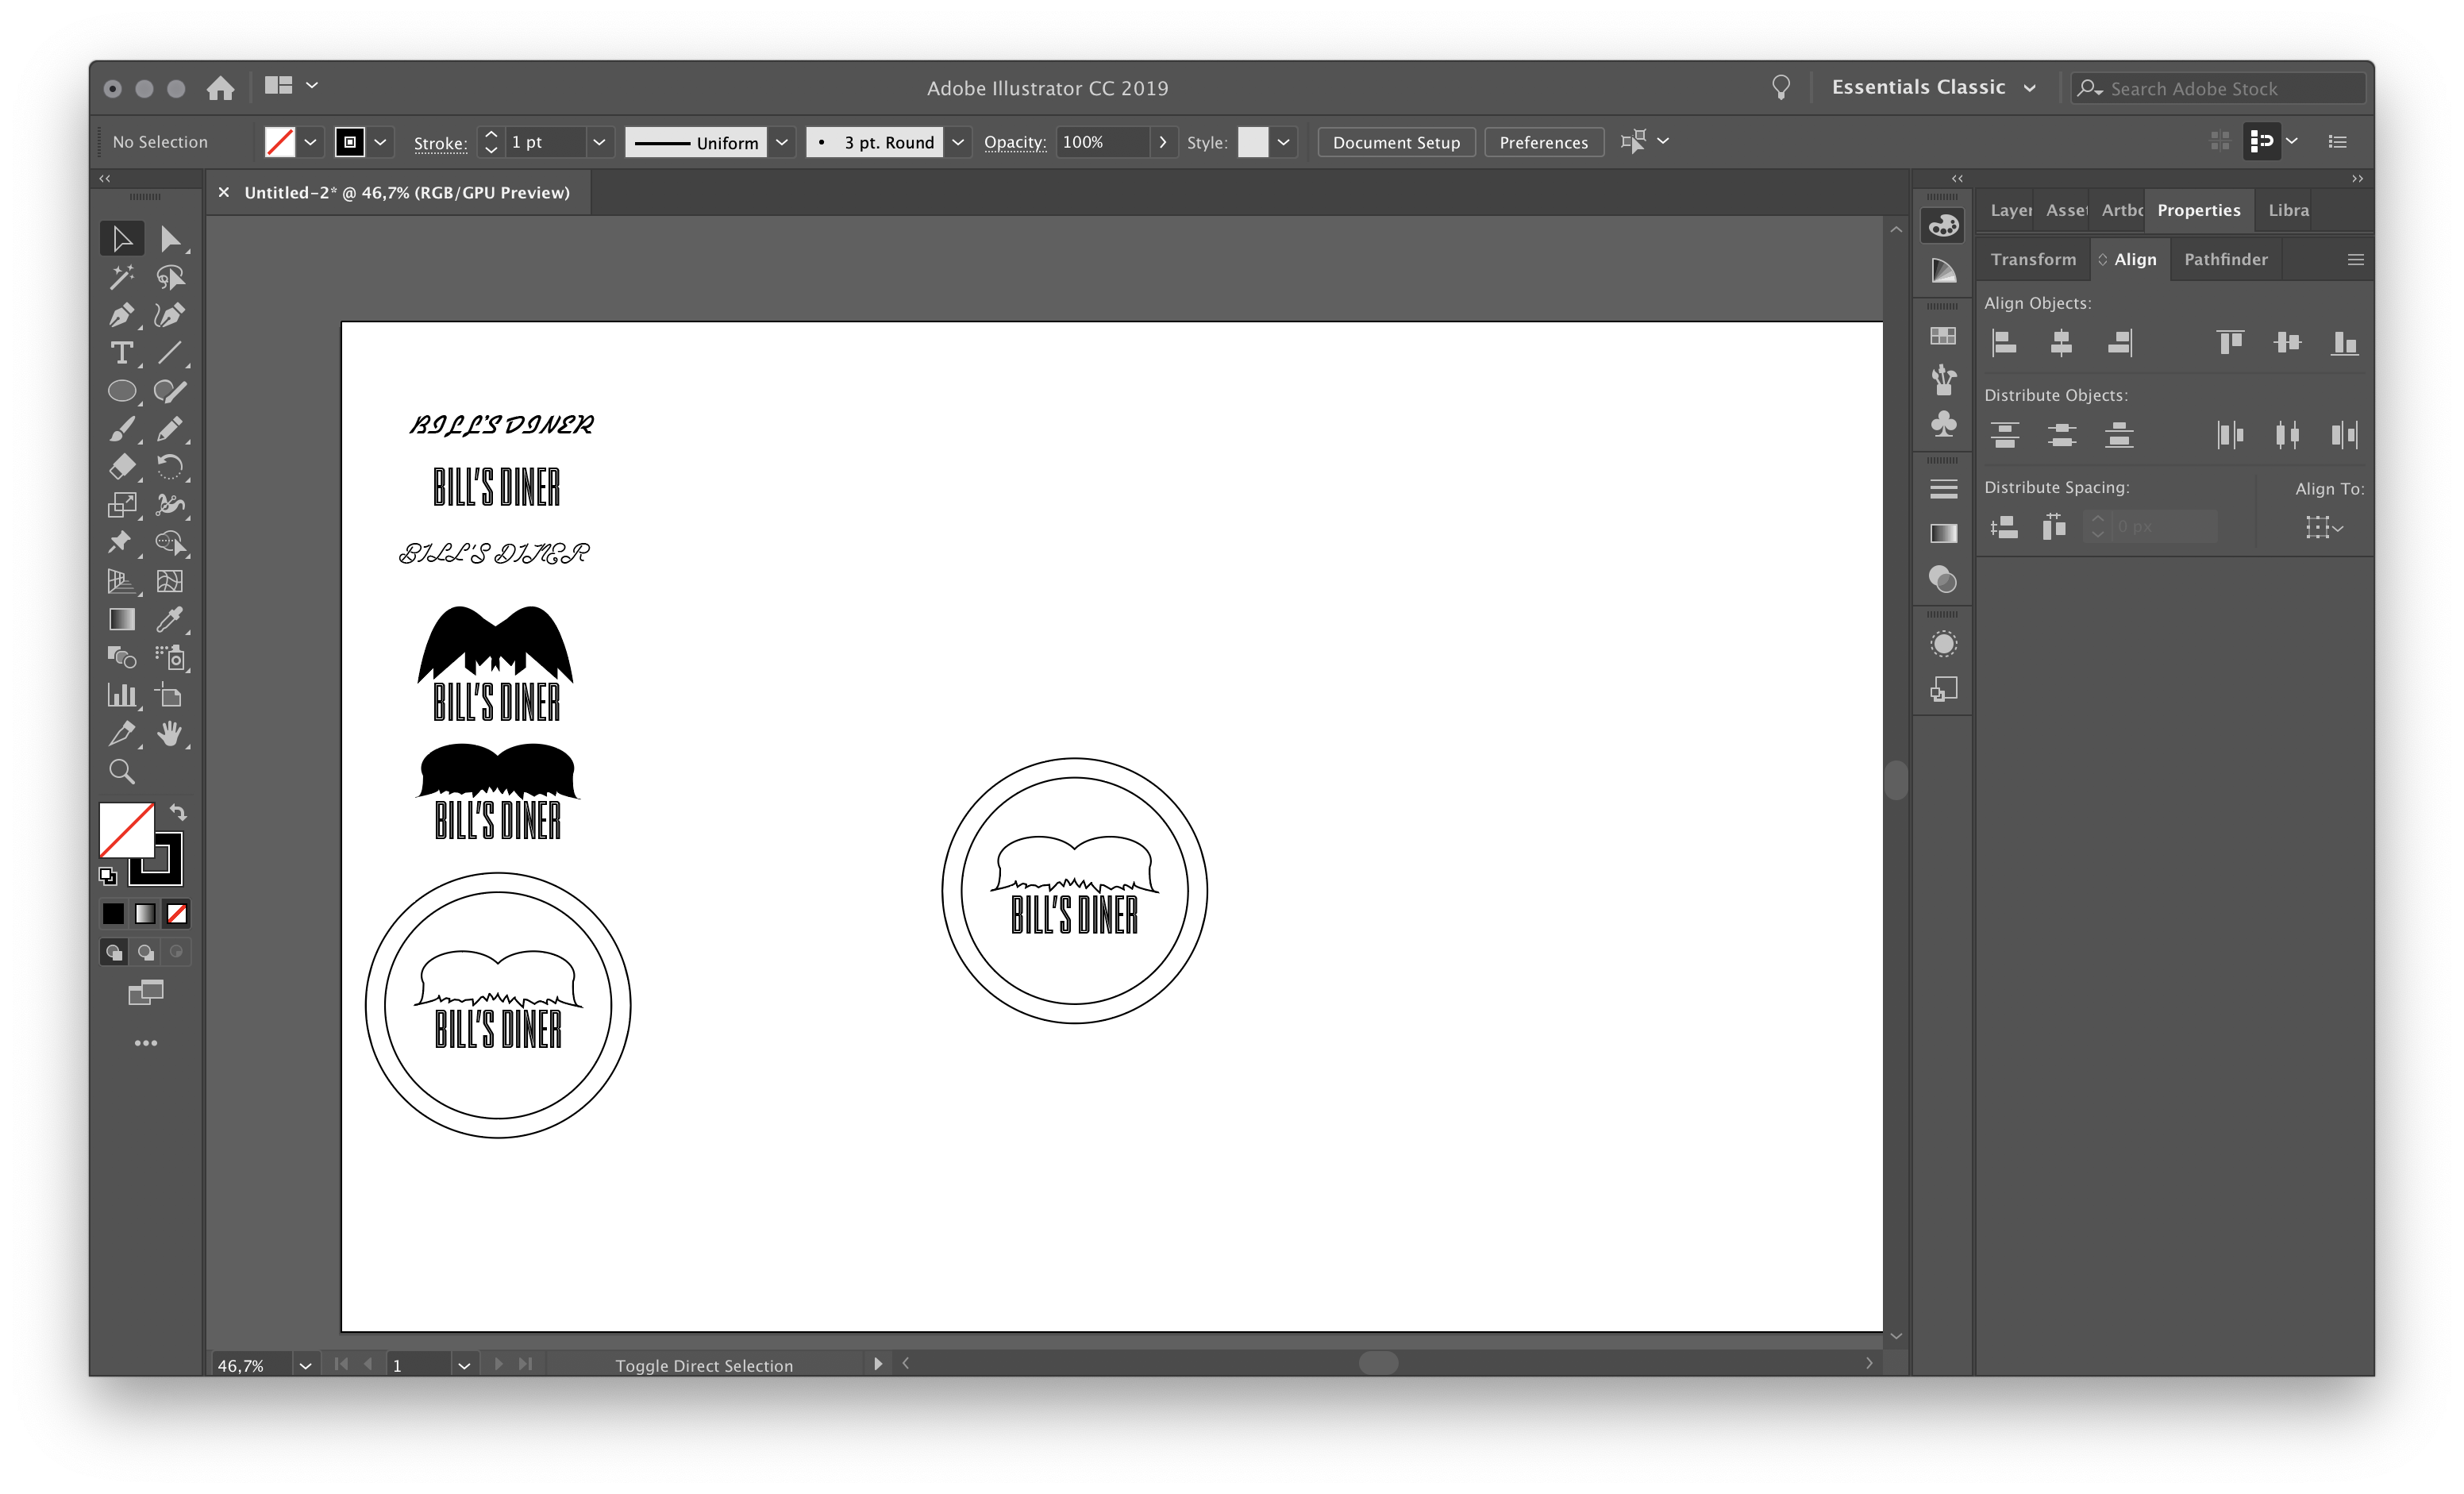 Adobe Illustrator CC 2019
Essentials Classic
Search Adobe Stock
No Selection
Stroke:
1 pt
Uniform
3 pt. Round
Opacity:
100%
Style:
Document Setup
Preferences
Untitled-2* @ 46,7% (RGB/GPU Preview)
Layer
Asset
Artbo
Properties
Libra
Transform
Align
Pathfinder
Align Objects:
Distribute Objects:
Distribute Spacing:
Align To:
0 px
BILL'S DINER
BILL'S DINER
BILL'S DINER
BILL'S DINER
BILL'S DINER
BILL'S DINER
BILL'S DINER
46,7%
1
Toggle Direct Selection